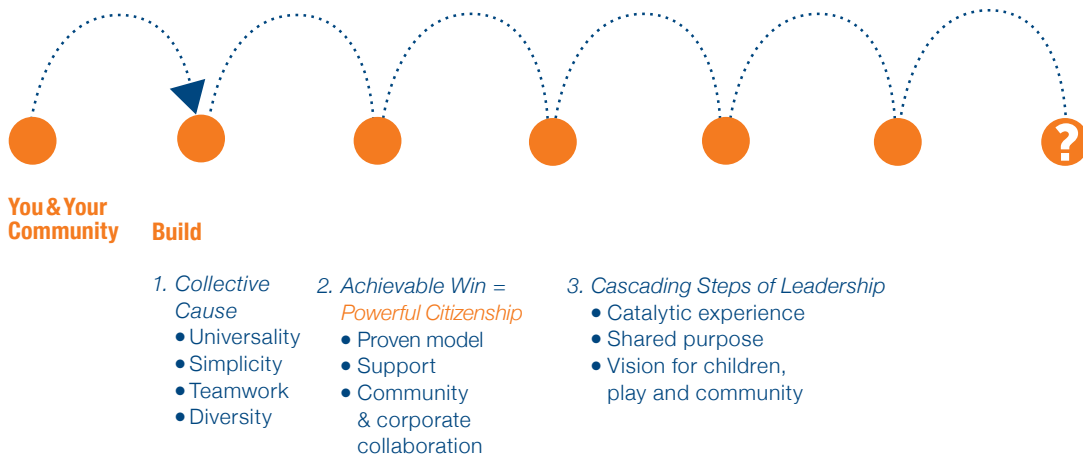 ?
You & Your
Community
Build
1. Collective
Cause
• Universality
• Simplicity
• Teamwork
• Diversity
2. Achievable Win =
Powerful Citizenship
• Proven model
• Support
• Community
& corporate
collaboration
3. Cascading Steps of Leadership
• Catalytic experience
• Shared purpose
• Vision for children,
play and community